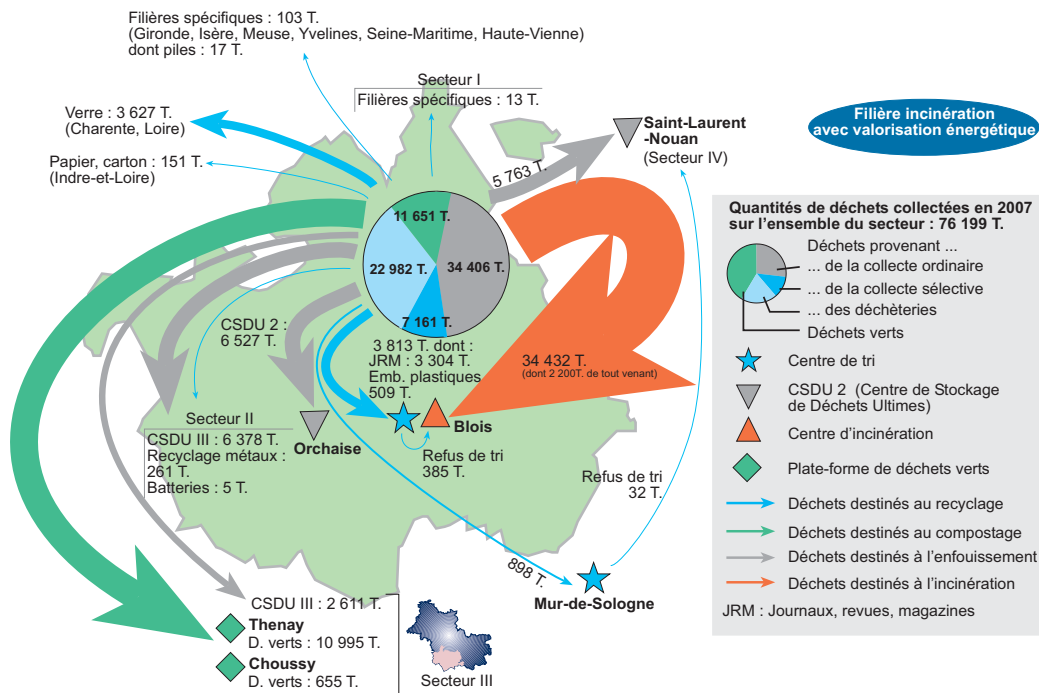 Filières spécifiques : 103 T.
(Gironde, Isère, Meuse, Yvelines, Seine-Maritime, Haute-Vienne)
dont piles : 17 T.
Secteur I
Filières spécifiques : 13 T.
Verre : 3 627 T.
(Charente, Loire)
Papier, carton : 151 T.
(Indre-et-Loire)
Saint-Laurent
-Nouan
(Secteur IV)
5 763 T.
Filière incinération
avec valorisation énergétique
11 651 T.
22 982 T.
34 406 T.
7 161 T.
CSDU 2 :
6 527 T.
3 813 T. dont :
JRM : 3 304 T.
Emb. plastiques
509 T.
34 432 T.
(dont 2 200T. de tout venant)
Secteur II
CSDU III : 6 378 T.
Recyclage métaux :
261 T.
Batteries : 5 T.
Orchaise
Blois
Refus de tri
385 T.
Refus de tri
32 T.
898 T.
Mur-de-Sologne
CSDU III : 2 611 T.
Thenay
D. verts : 10 995 T.
Choussy
D. verts : 655 T.
Secteur III
Quantités de déchets collectées en 2007
sur l'ensemble du secteur : 76 199 T.
Déchets provenant ...
... de la collecte ordinaire
... de la collecte sélective
... des déchèteries
Déchets verts
Centre de tri
CSDU 2 (Centre de Stockage
de Déchets Ultimes)
Centre d'incinération
Plate-forme de déchets verts
Déchets destinés au recyclage
Déchets destinés au compostage
Déchets destinés à l'enfouissement
Déchets destinés à l'incinération
JRM : Journaux, revues, magazines